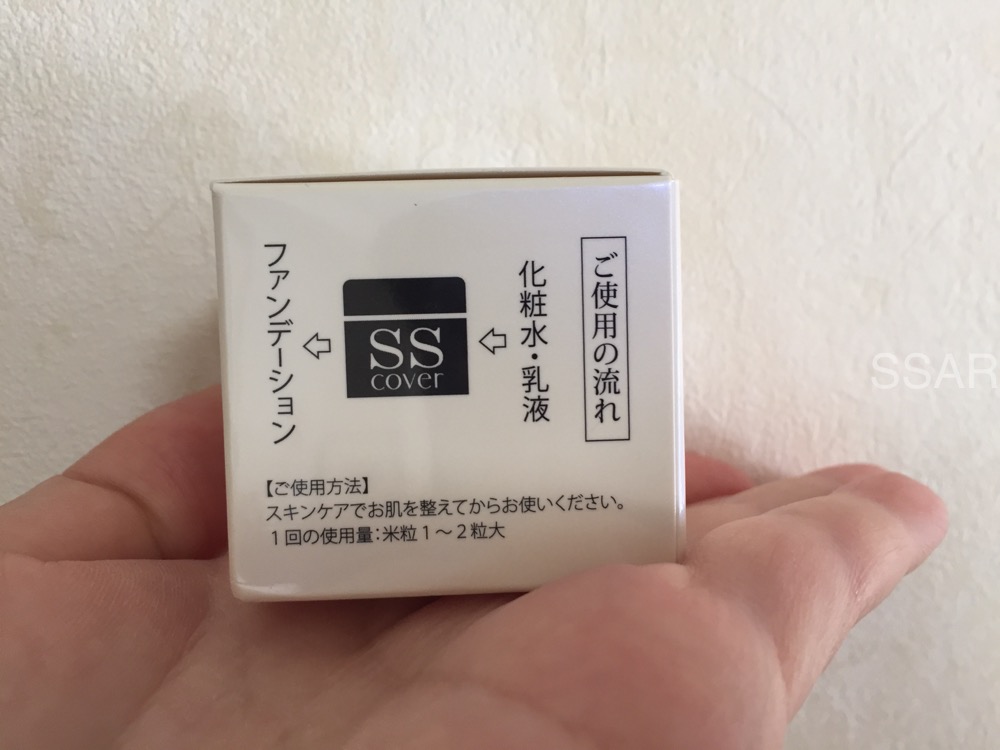 ご使用の流れ
化粧水・乳液
SS
cover
ファンデーション
【ご使用方法】
スキンケアでお肌を整えてからお使いください。
1回の使用量：米粒1～2粒大
SSAR